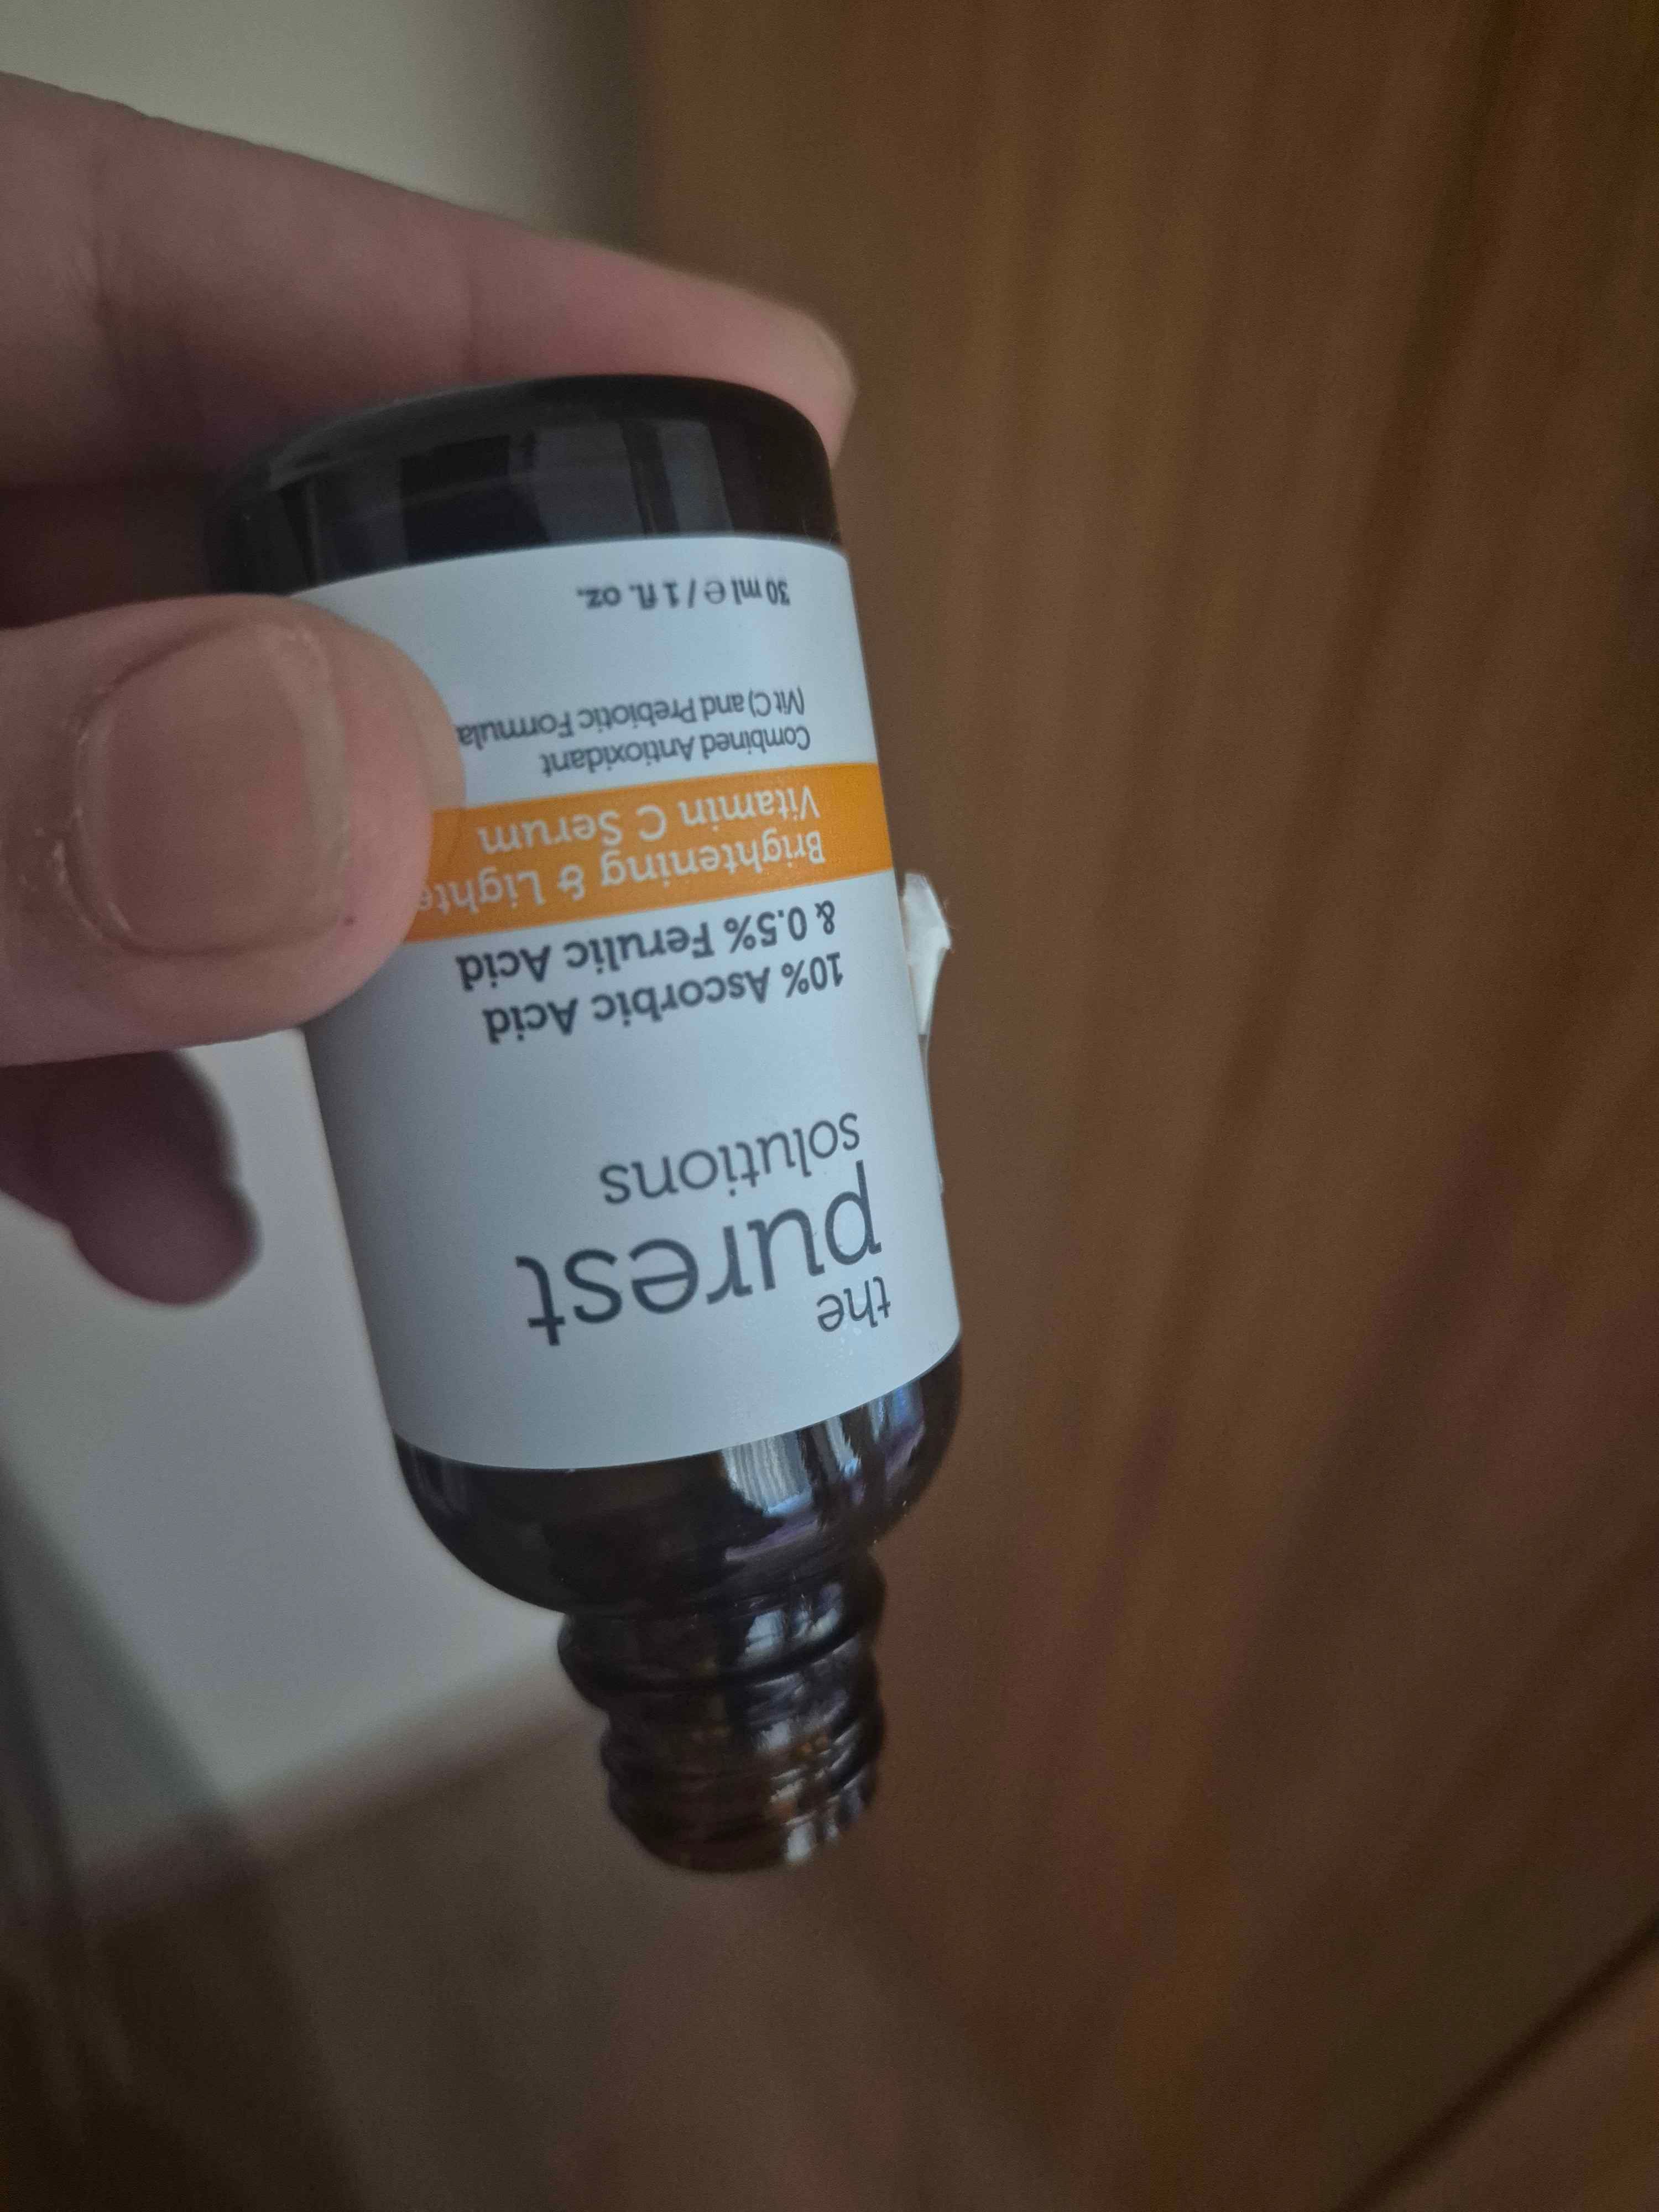 the
purest
solutions
10% Ascorbic Acid
& 0.5% Ferulic Acid
Brightening & Lighte
Vitamin C Serum
Combined Antioxidant
(Vit C) and Prebiotic Formula
30 ml e / 1 fl. oz.